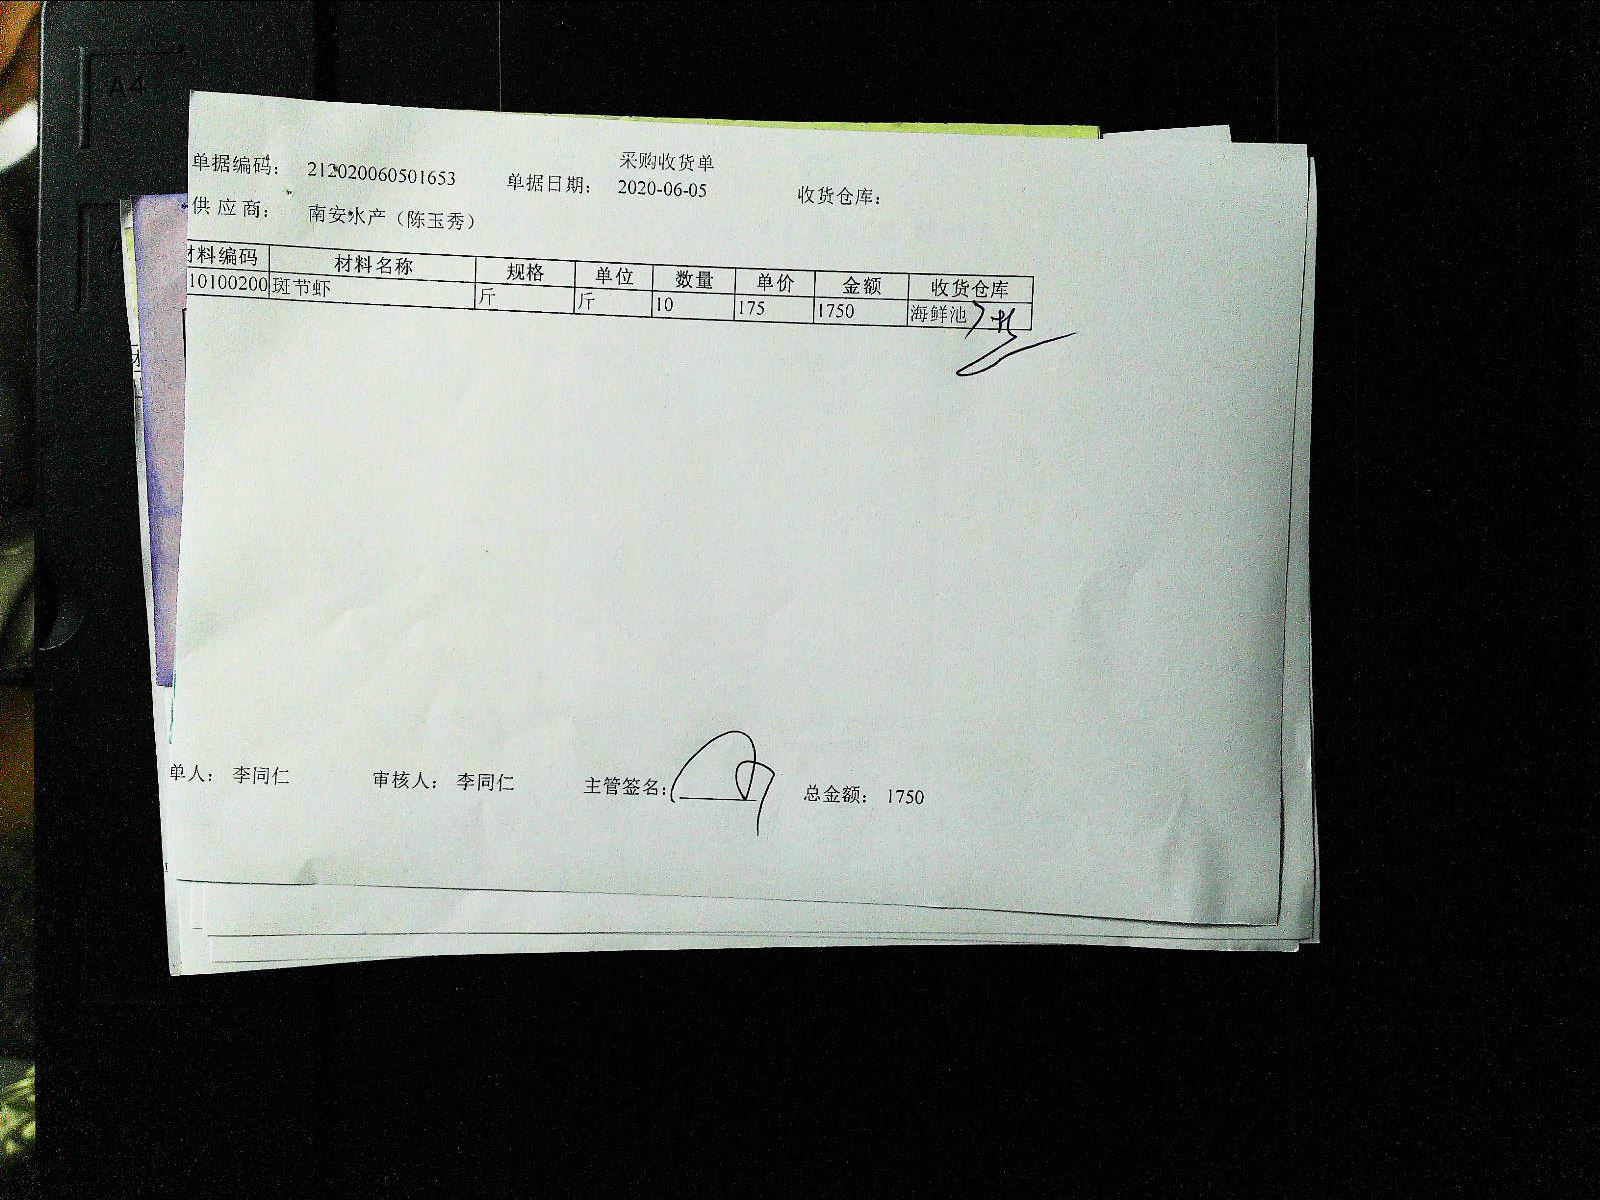 A4
采购收货单
单据编码： 212020060501653 单据日期： 2020-06-05 收货仓库：
供应商： 南安水产（陈玉秀）
材料编码 材料名称 规格 单位 数量 单价 金额 收货仓库
10100200 斑节虾 斤 斤 10 175 1750 海鲜池
单人： 李同仁 审核人： 李同仁 主管签名： 总金额： 1750